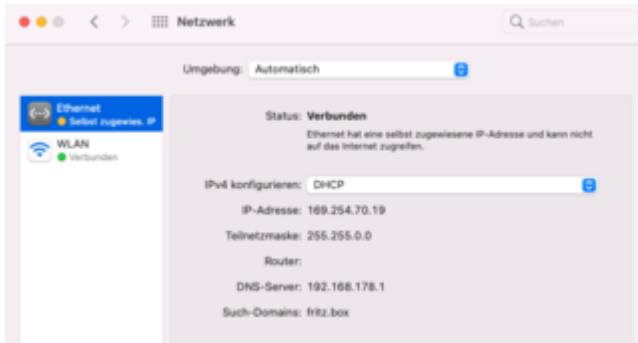 Netzwerk
Suchen
Umgebung: Automatisch
Ethernet
Selbst zugewies. IP
WLAN
Verbunden
Status: Verbunden
Ethernet hat eine selbst zugewiesene IP-Adresse und kann nicht
auf das Internet zugreifen.
IPv4 konfigurieren: DHCP
IP-Adresse: 169.254.70.19
Teilnetzmaske: 255.255.0.0
Router:
DNS-Server: 192.168.178.1
Such-Domains: fritz.box